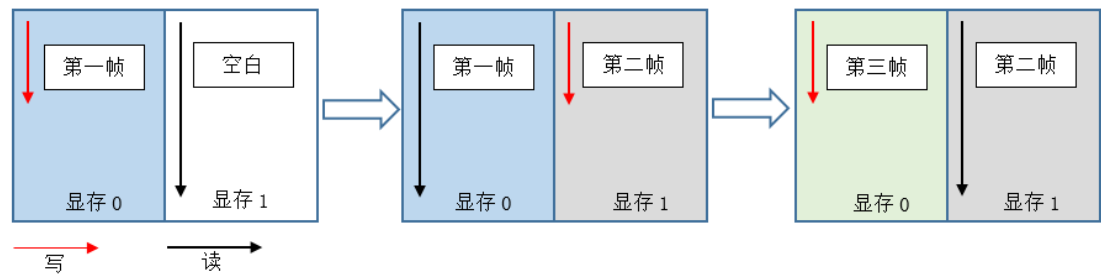 第一帧
空白
显存 0
显存 1
第一帧
第二帧
显存 0
显存 1
第三帧
第二帧
显存 0
显存 1
写
读